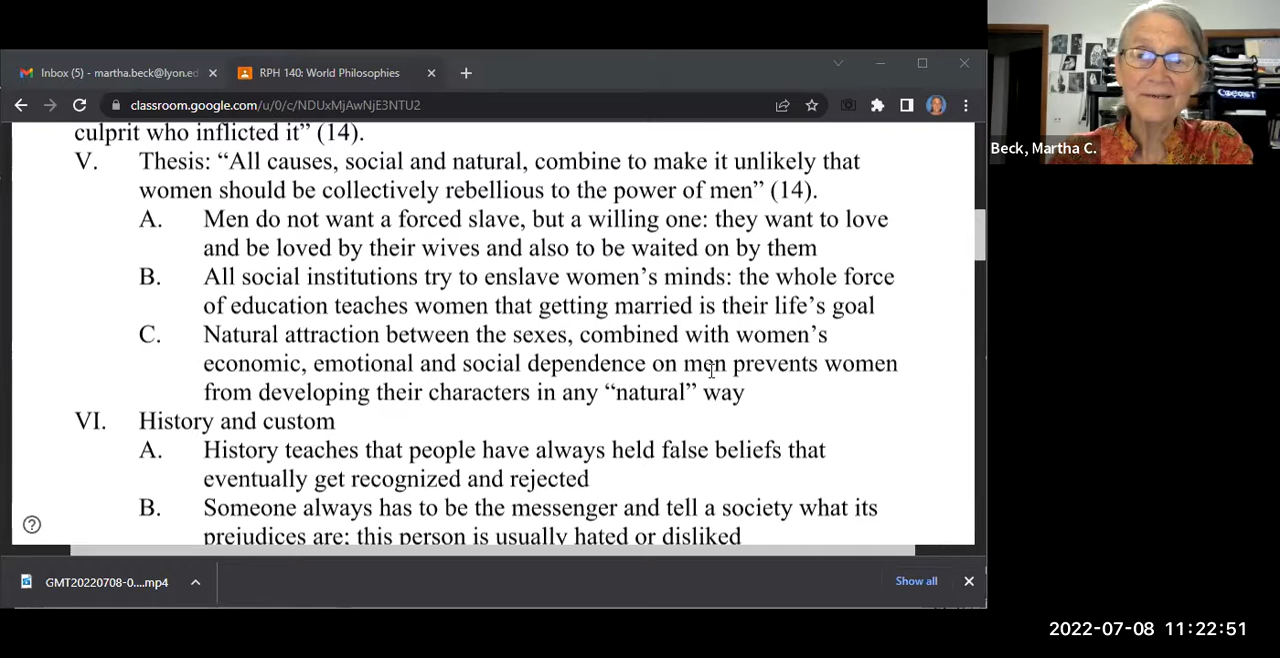 Inbox (5) - martha.beck@lyon.ed
RPH 140: World Philosophies
classroom.google.com/u/0/c/NDUxMjAwNjE3NTU2
culprit who inflicted it” (14).
V. Thesis: “All causes, social and natural, combine to make it unlikely that
women should be collectively rebellious to the power of men” (14).
A. Men do not want a forced slave, but a willing one: they want to love
and be loved by their wives and also to be waited on by them
B. All social institutions try to enslave women’s minds: the whole force
of education teaches women that getting married is their life’s goal
C. Natural attraction between the sexes, combined with women’s
economic, emotional and social dependence on men prevents women
from developing their characters in any “natural” way
VI. History and custom
A. History teaches that people have always held false beliefs that
eventually get recognized and rejected
B. Someone always has to be the messenger and tell a society what its
prejudices are: this person is usually hated or disliked
GMT20220708-0....mp4
Show all
COEXIST
Beck, Martha C.
2022-07-08 11:22:51